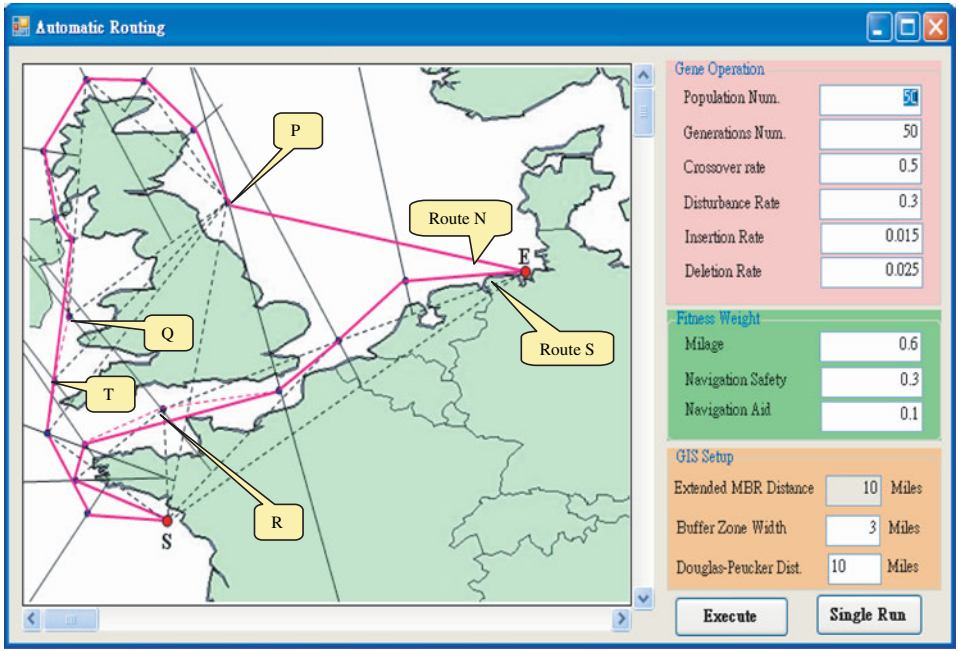 Automatic Routing
P
Route N
E
Q
Route S
T
R
S
Gene Operation
Population Num. 50
Generations Num. 50
Crossover rate 0.5
Disturbance Rate 0.3
Insertion Rate 0.015
Deletion Rate 0.025
Fitness Weight
Milage 0.6
Navigation Safety 0.3
Navigation Aid 0.1
GIS Setup
Extended MBR Distance 10 Miles
Buffer Zone Width 3 Miles
Douglas-Peucker Dist. 10 Miles
Execute Single Run